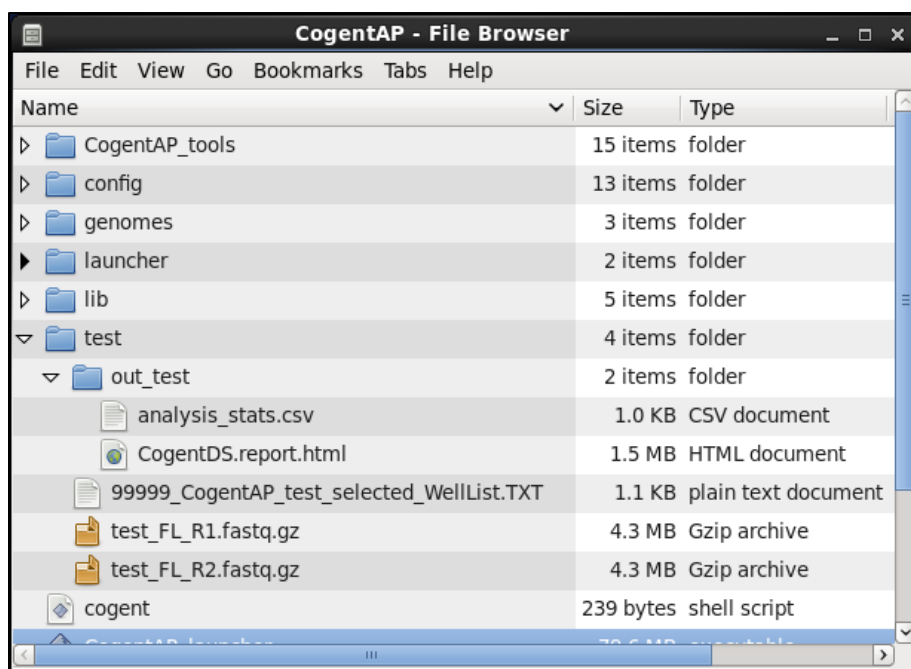 CogentAP - File Browser
File Edit View Go Bookmarks Tabs Help
Name Size Type
CogentAP_tools 15 items folder
config 13 items folder
genomes 3 items folder
launcher 2 items folder
lib 5 items folder
test 4 items folder
out_test 2 items folder
analysis_stats.csv 1.0 KB CSV document
CogentDS.report.html 1.5 MB HTML document
99999_CogentAP_test_selected_WellList.TXT 1.1 KB plain text document
test_FL_R1.fastq.gz 4.3 MB Gzip archive
test_FL_R2.fastq.gz 4.3 MB Gzip archive
cogent 239 bytes shell script
CogentAP_launcher MB executable